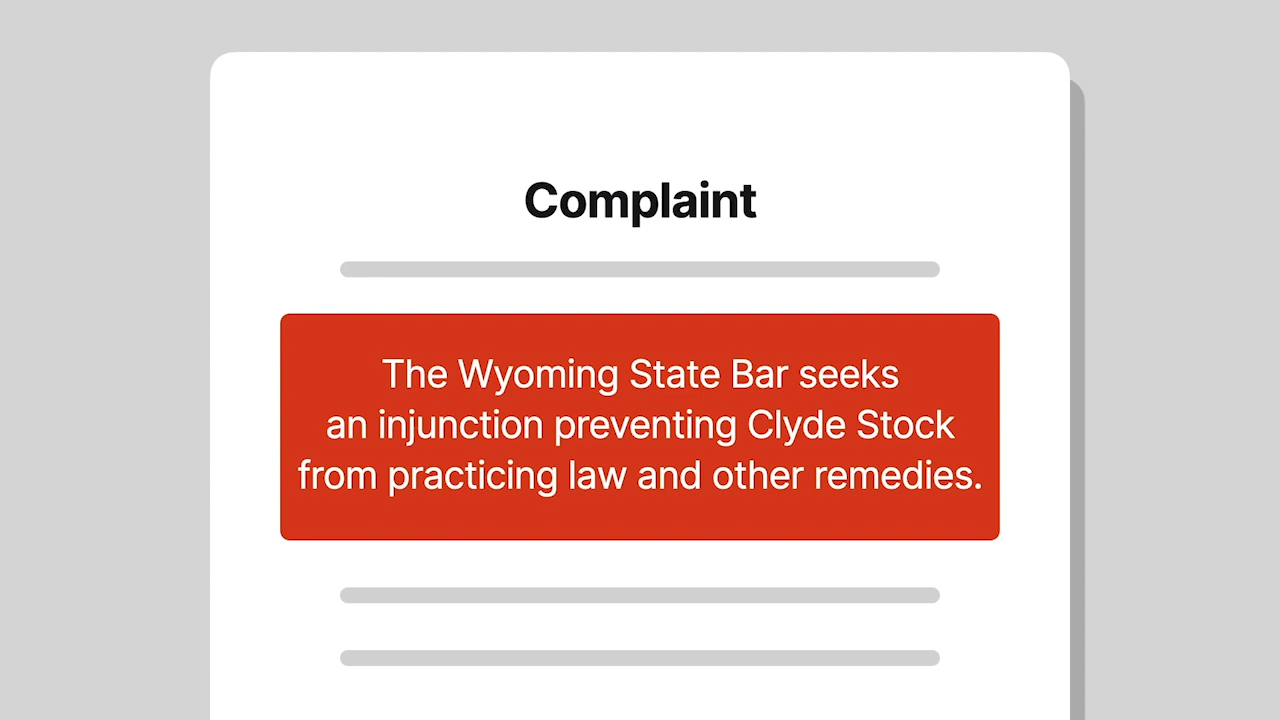 Complaint
The Wyoming State Bar seeks
an injunction preventing Clyde Stock
from practicing law and other remedies.